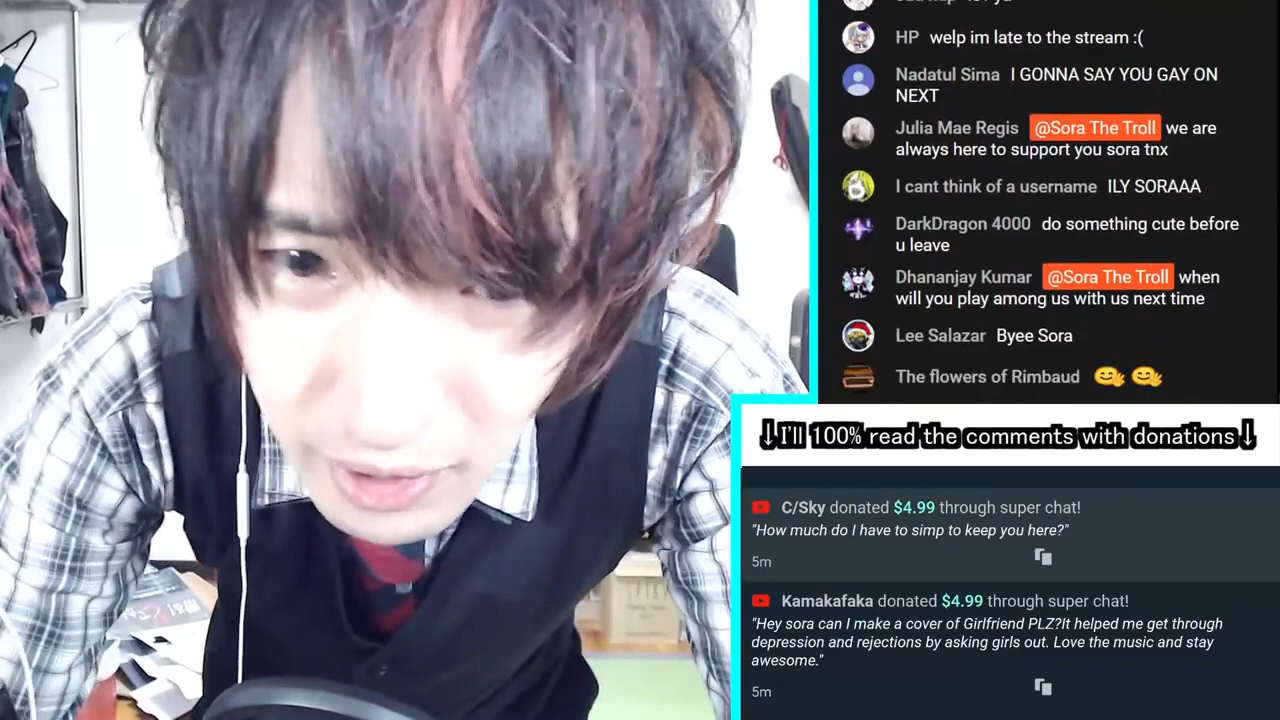 HP welp im late to the stream :(
Nadatul Sima I GONNA SAY YOU GAY ON
NEXT
Julia Mae Regis @Sora The Troll we are
always here to support you sora tnx
I cant think of a username ILY SORAAA
DarkDragon 4000 do something cute before
u leave
Dhananjay Kumar @Sora The Troll when
will you play among us with us next time
Lee Salazar Byee Sora
The flowers of Rimbaud
↓I'll 100% read the comments with donations↓
C/Sky donated $4.99 through super chat!
"How much do I have to simp to keep you here?"
5m
Kamakafaka donated $4.99 through super chat!
"Hey sora can I make a cover of Girlfriend PLZ?It helped me get through
depression and rejections by asking girls out. Love the music and stay
awesome."
5m